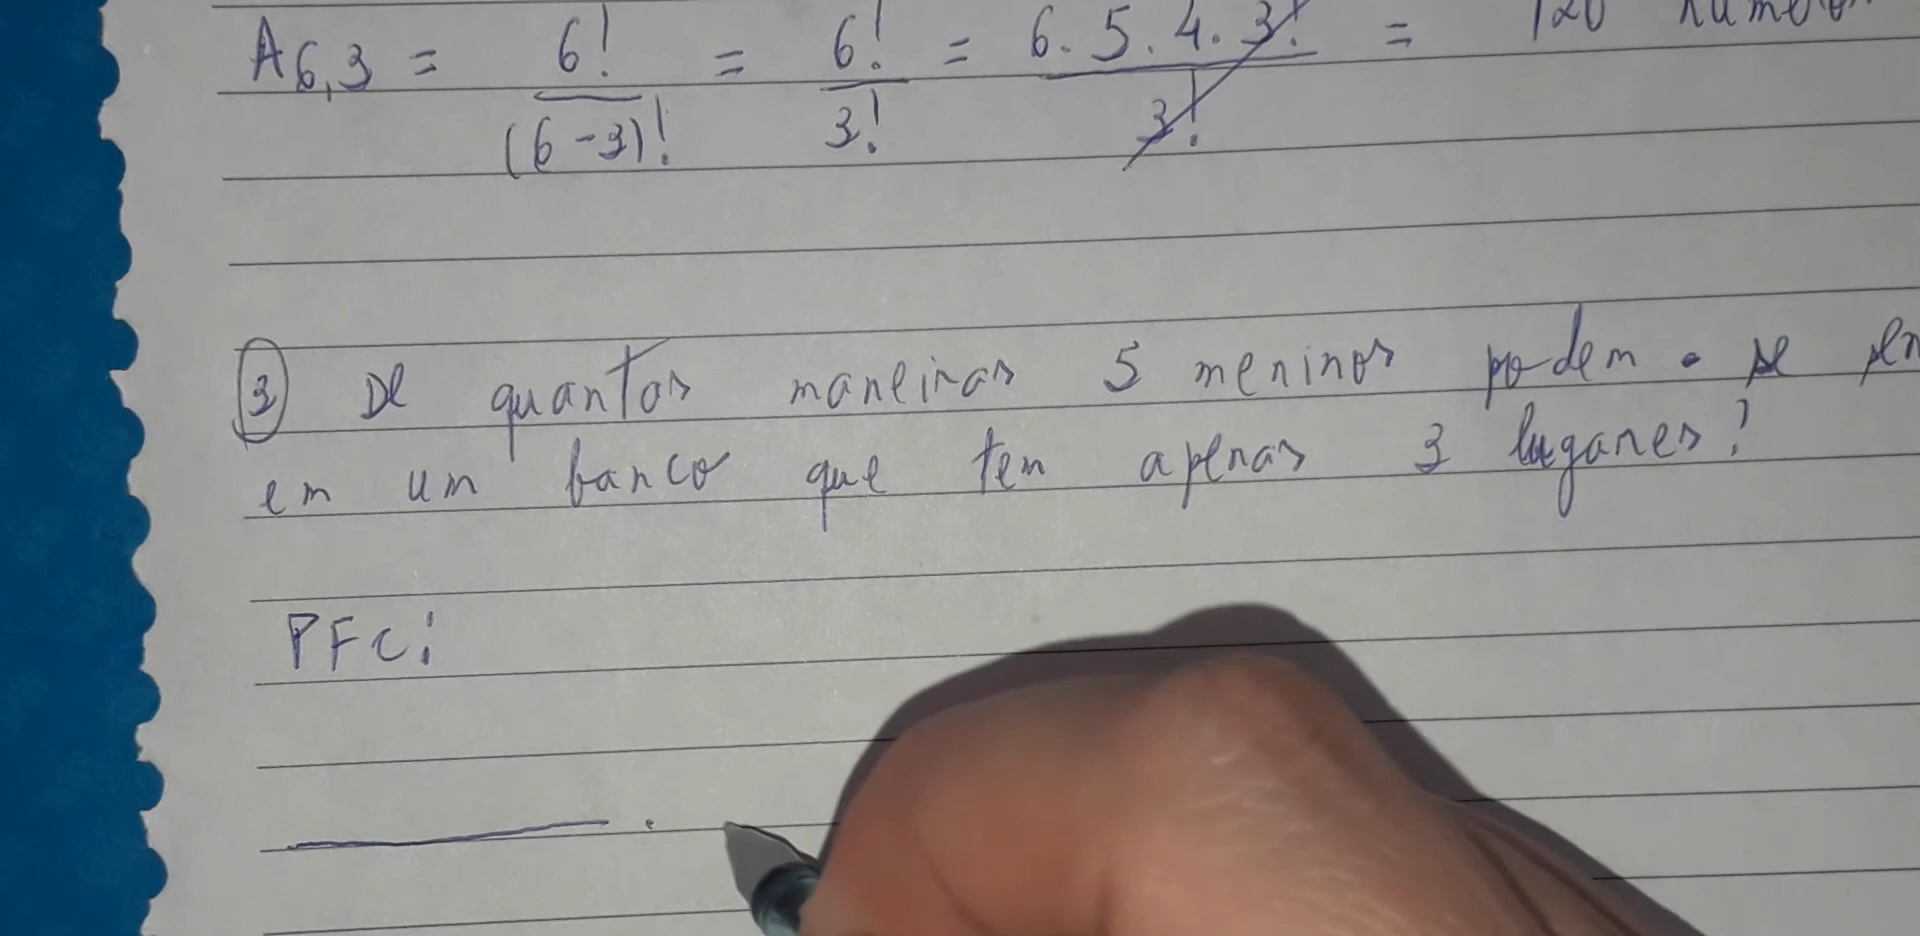 A6,3 = 6! / (6-3)! = 6! / 3! = 6.5.4.3! / 3! = 120
③ De quantas maneiras 5 meninos podem se
em um banco que tem apenas 3 lugares?
PFC: